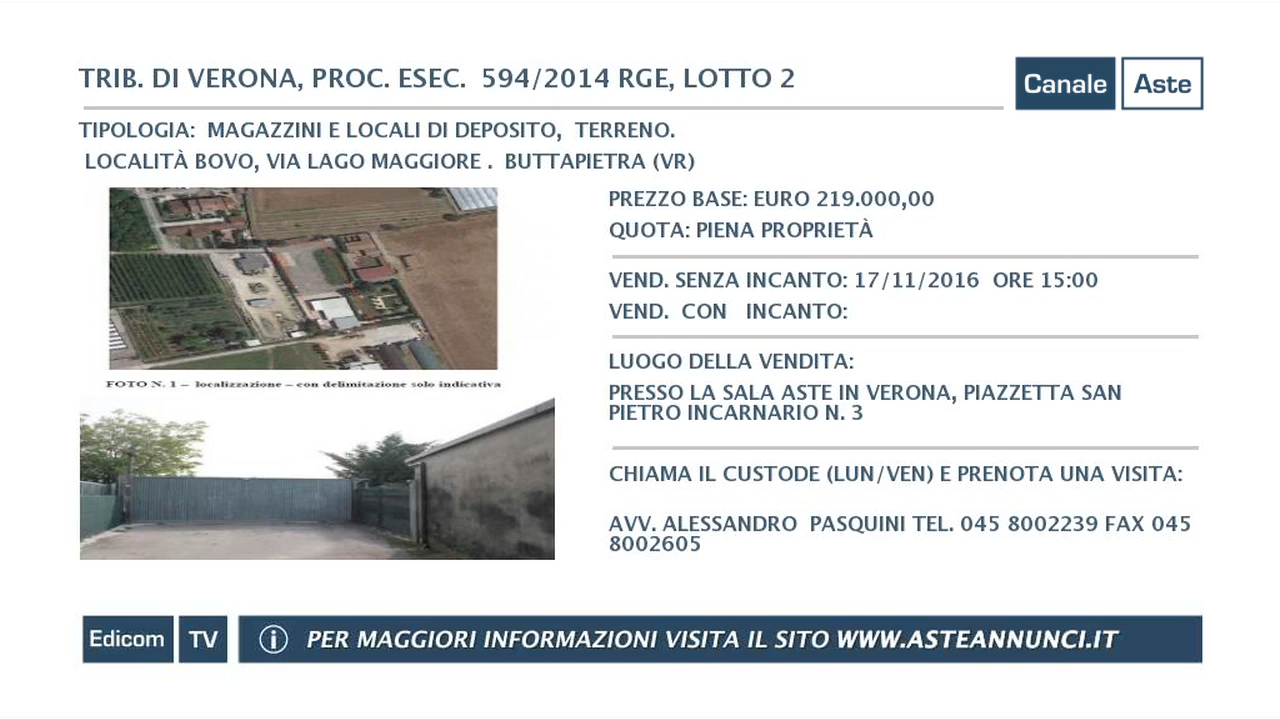 TRIB. DI VERONA, PROC. ESEC. 594/2014 RGE, LOTTO 2
Canale Aste
TIPOLOGIA: MAGAZZINI E LOCALI DI DEPOSITO, TERRENO.
LOCALITÀ BOVO, VIA LAGO MAGGIORE . BUTTAPIETRA (VR)
FOTO N. 1 – localizzazione – con delimitazione solo indicativa
PREZZO BASE: EURO 219.000,00
QUOTA: PIENA PROPRIETÀ
VEND. SENZA INCANTO: 17/11/2016 ORE 15:00
VEND. CON INCANTO:
LUOGO DELLA VENDITA:
PRESSO LA SALA ASTE IN VERONA, PIAZZETTA SAN
PIETRO INCARNARIO N. 3
CHIAMA IL CUSTODE (LUN/VEN) E PRENOTA UNA VISITA:
AVV. ALESSANDRO PASQUINI TEL. 045 8002239 FAX 045
8002605
Edicom TV
PER MAGGIORI INFORMAZIONI VISITA IL SITO WWW.ASTEANNUNCI.IT